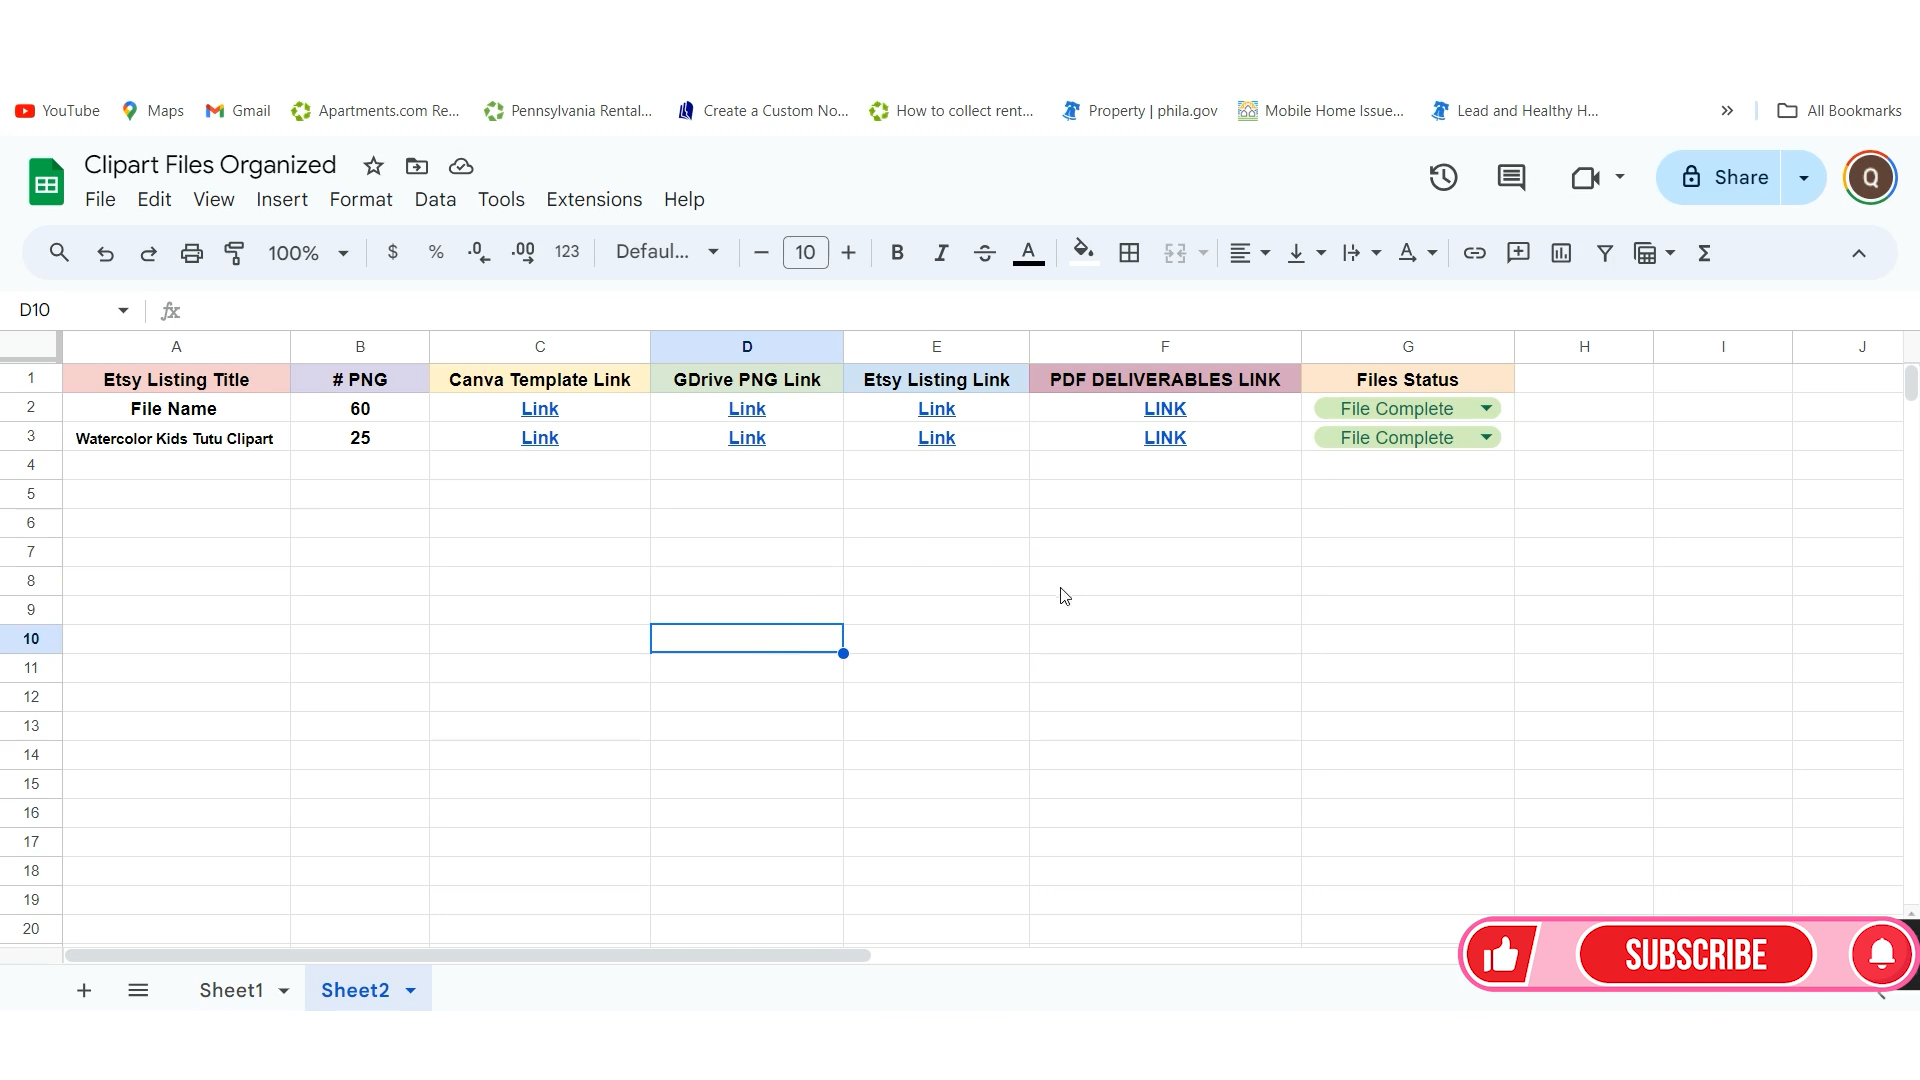 YouTube Maps Gmail Apartments.com Re... Pennsylvania Rental... Create a Custom No... How to collect rent... Property | phila.gov Mobile Home Issue... Lead and Healthy H... » All Bookmarks
Clipart Files Organized
Share Q
File Edit View Insert Format Data Tools Extensions Help
100% $ % .0 .00 123 Defaul... − 10 + B I S A Σ
D10 fx
A B C D E F G H I J
1 Etsy Listing Title # PNG Canva Template Link GDrive PNG Link Etsy Listing Link PDF DELIVERABLES LINK Files Status
2 File Name 60 Link Link Link LINK File Complete
3 Watercolor Kids Tutu Clipart 25 Link Link Link LINK File Complete
4
5
6
7
8
9
10
11
12
13
14
15
16
17
18
19
20
SUBSCRIBE
+ Sheet1 Sheet2